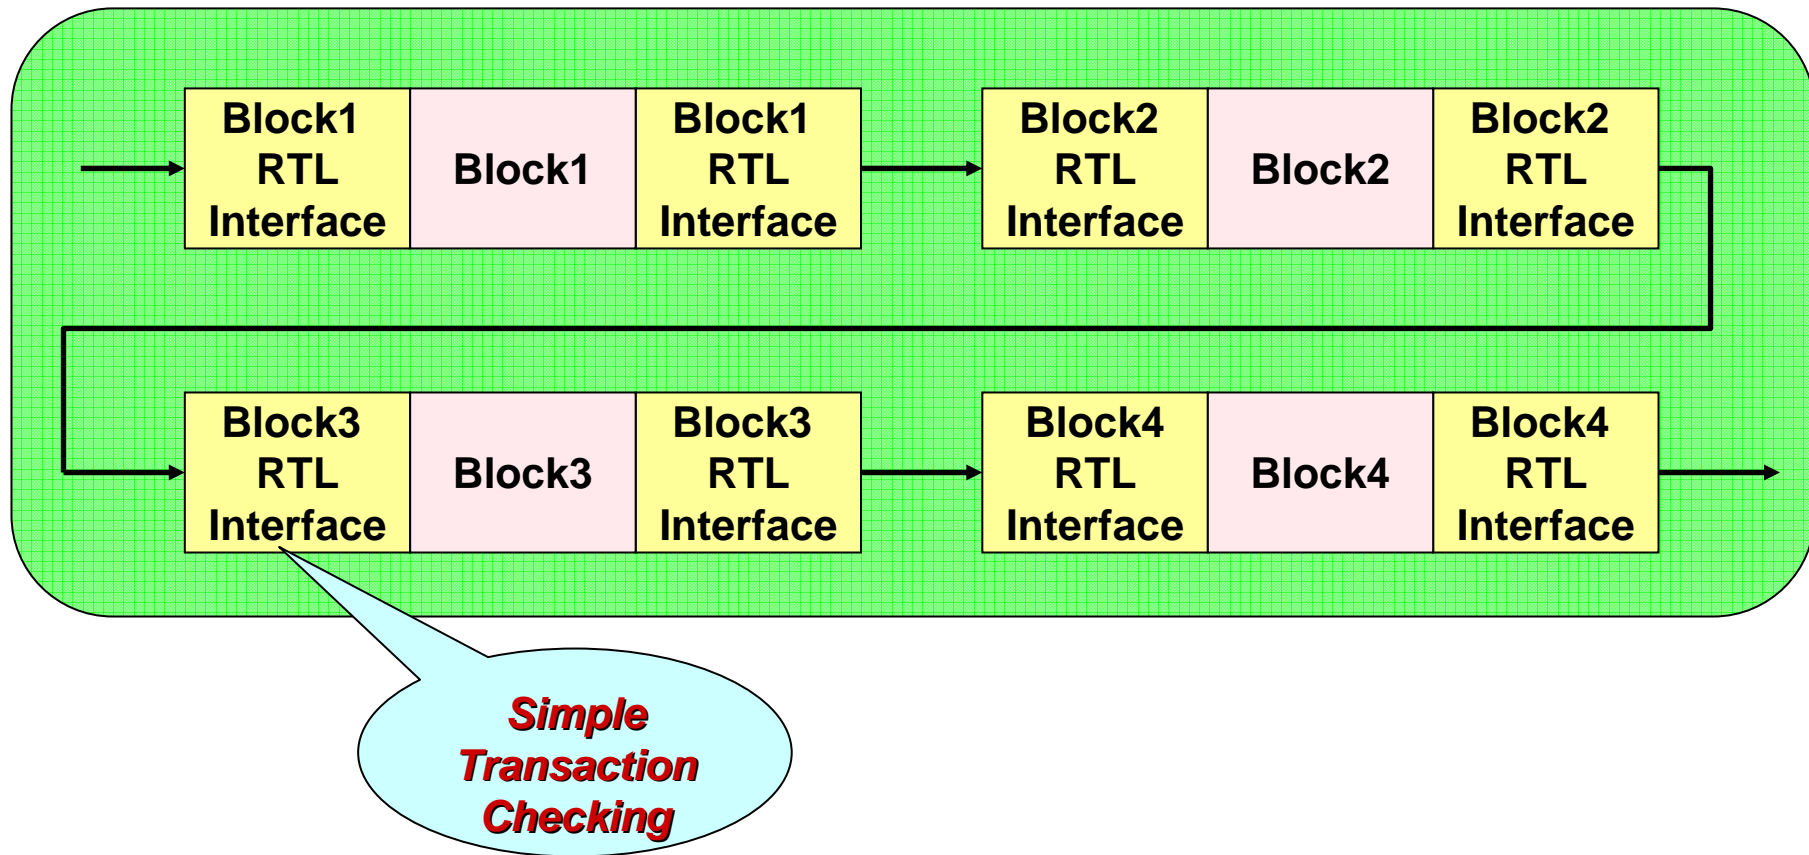 Block1
RTL
Interface
Block1
Block1
RTL
Interface
Block2
RTL
Interface
Block2
Block2
RTL
Interface
Block3
RTL
Interface
Block3
Block3
RTL
Interface
Block4
RTL
Interface
Block4
Block4
RTL
Interface
Simple
Transaction
Checking